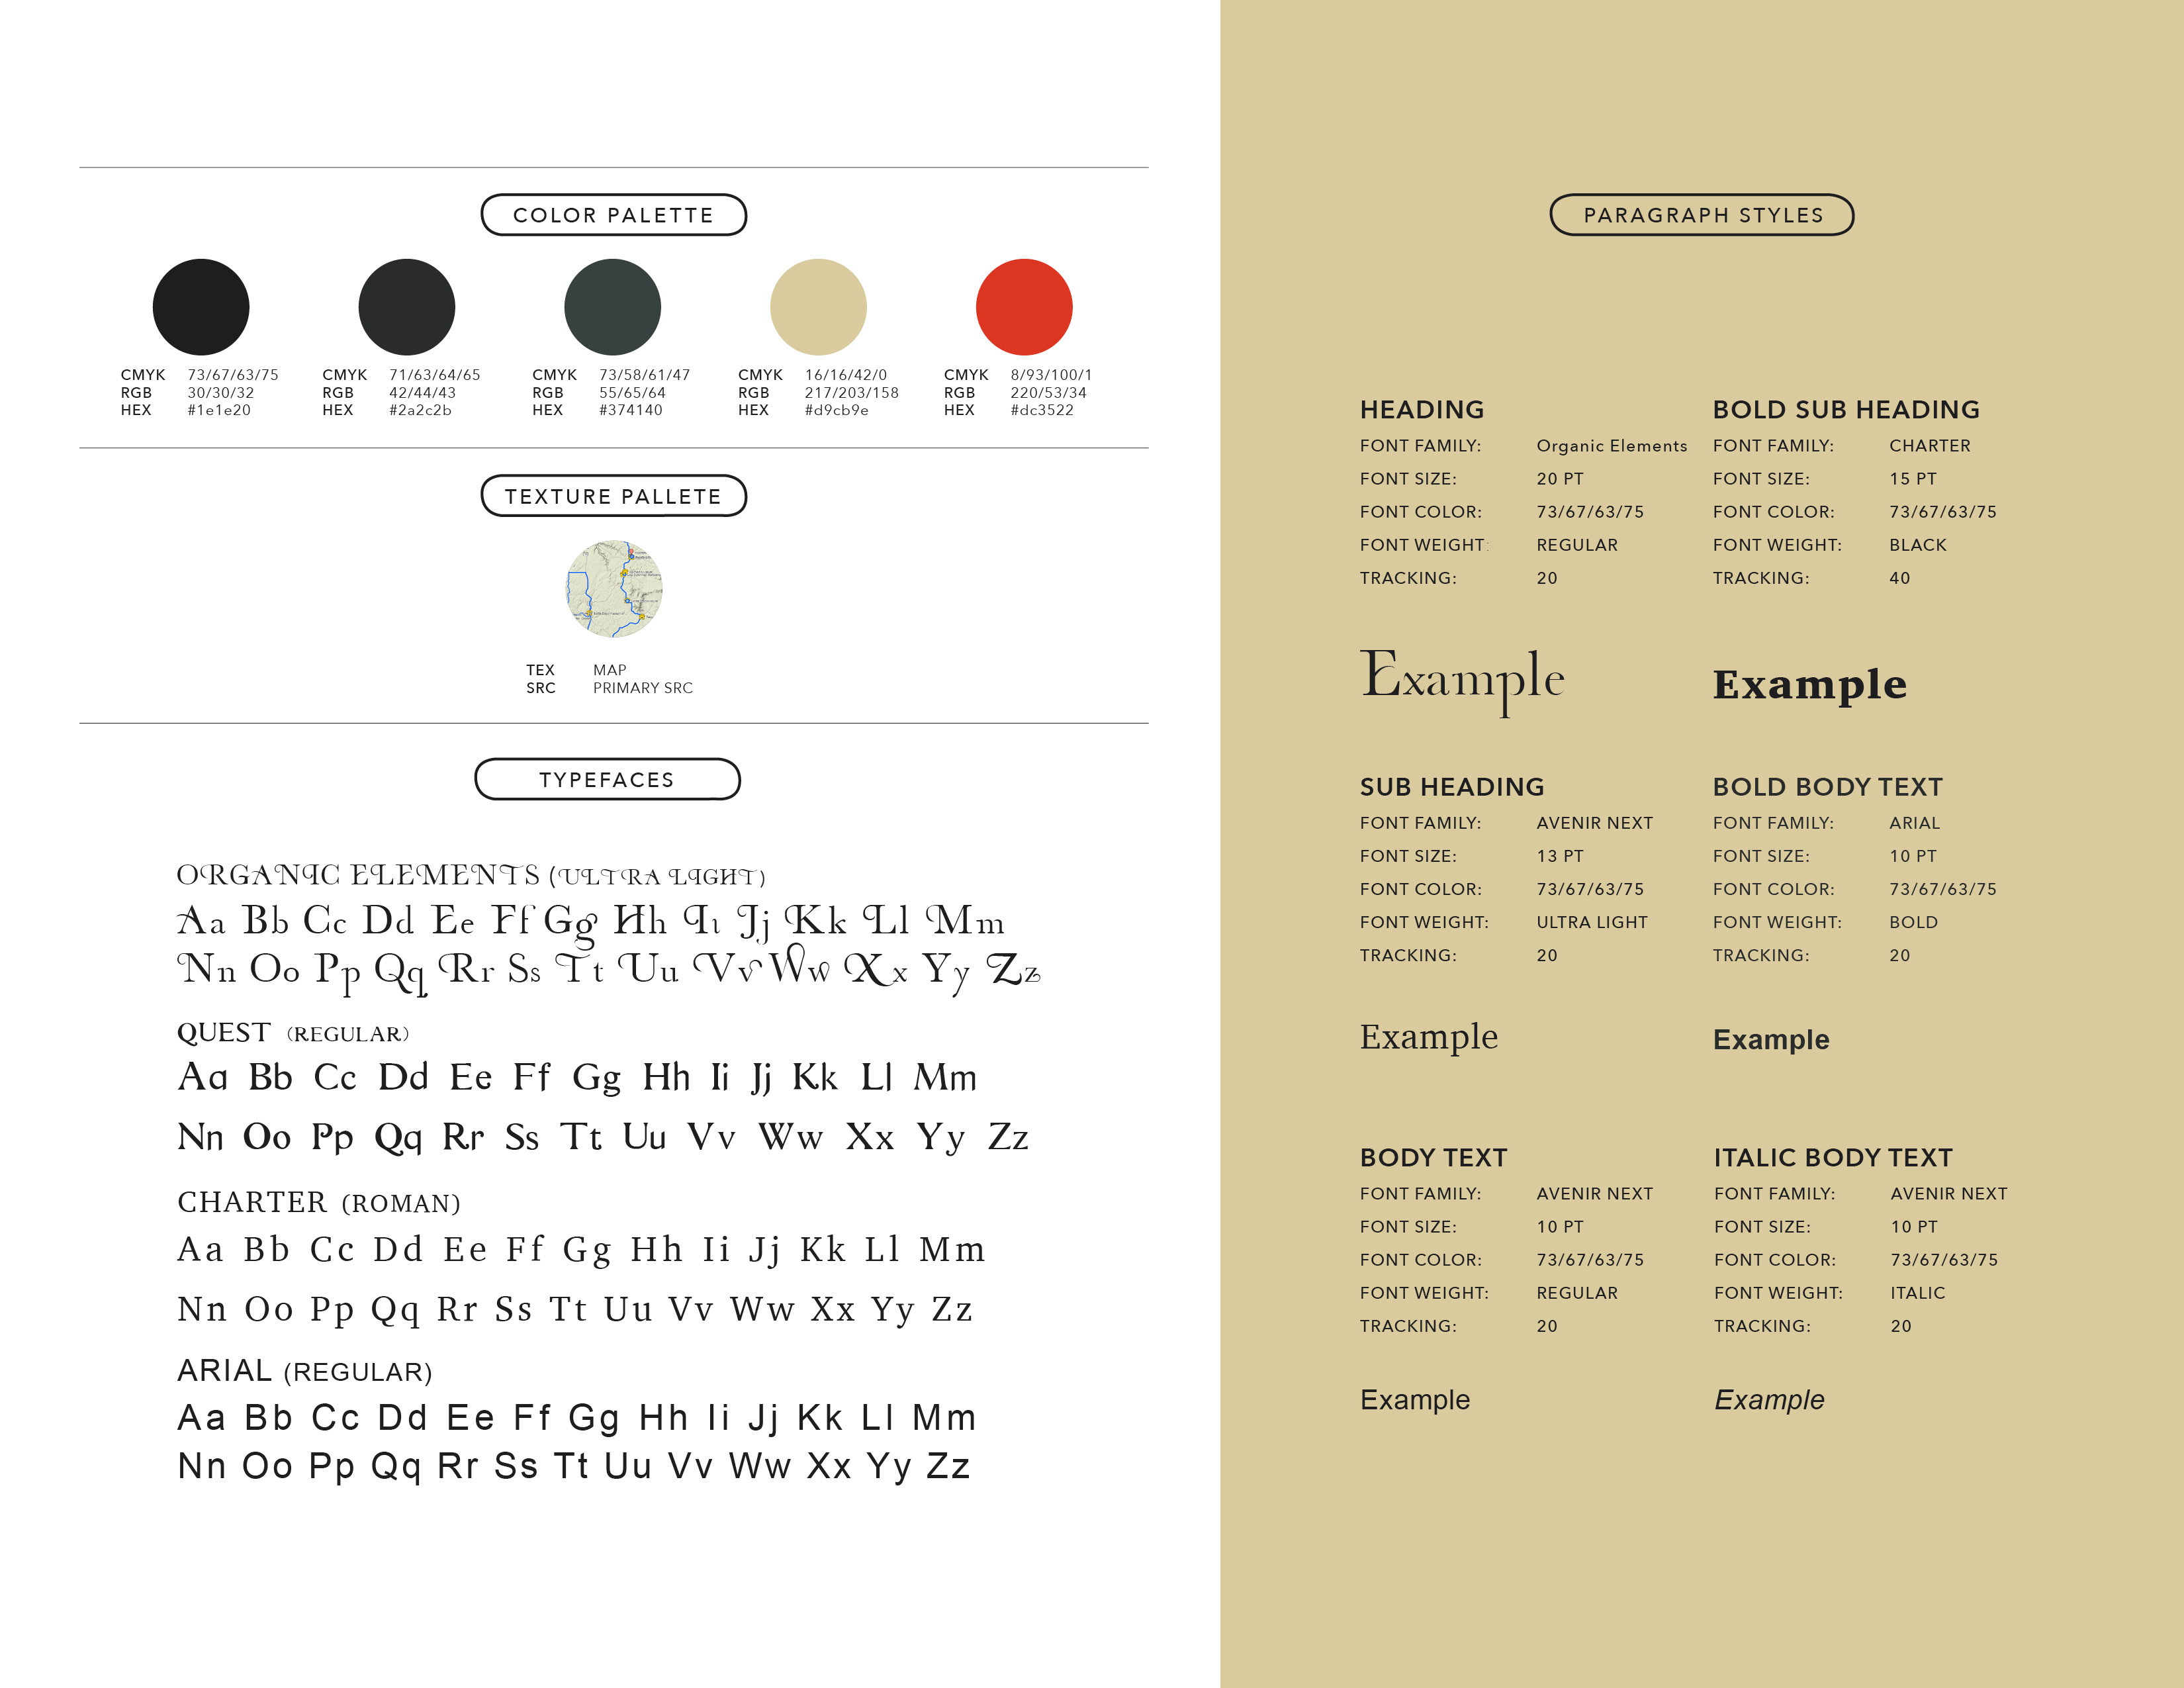 COLOR PALETTE
CMYK 73/67/63/75
RGB 30/30/32
HEX #1e1e20
CMYK 71/63/64/65
RGB 42/44/43
HEX #2a2c2b
CMYK 73/58/61/47
RGB 55/65/64
HEX #374140
CMYK 16/16/42/0
RGB 217/203/158
HEX #d9cb9e
CMYK 8/93/100/1
RGB 220/53/34
HEX #dc3522
TEXTURE PALLETE
TEX MAP
SRC PRIMARY SRC
TYPEFACES
ORGANIC ELEMENTS (ULTRA LIGHT)
Aa Bb Cc Dd Ee Ff Gg Hh Ii Jj Kk Ll Mm
Nn Oo Pp Qq Rr Ss Tt Uu Vv Ww Xx Yy Zz
QUEST (REGULAR)
Aa Bb Cc Dd Ee Ff Gg Hh Ii Jj Kk Ll Mm
Nn Oo Pp Qq Rr Ss Tt Uu Vv Ww Xx Yy Zz
CHARTER (ROMAN)
Aa Bb Cc Dd Ee Ff Gg Hh Ii Jj Kk Ll Mm
Nn Oo Pp Qq Rr Ss Tt Uu Vv Ww Xx Yy Zz
ARIAL (REGULAR)
Aa Bb Cc Dd Ee Ff Gg Hh Ii Jj Kk Ll Mm
Nn Oo Pp Qq Rr Ss Tt Uu Vv Ww Xx Yy Zz
PARAGRAPH STYLES
HEADING
FONT FAMILY: Organic Elements
FONT SIZE: 20 PT
FONT COLOR: 73/67/63/75
FONT WEIGHT: REGULAR
TRACKING: 20
Example
BOLD SUB HEADING
FONT FAMILY: CHARTER
FONT SIZE: 15 PT
FONT COLOR: 73/67/63/75
FONT WEIGHT: BLACK
TRACKING: 40
Example
SUB HEADING
FONT FAMILY: AVENIR NEXT
FONT SIZE: 13 PT
FONT COLOR: 73/67/63/75
FONT WEIGHT: ULTRA LIGHT
TRACKING: 20
Example
BOLD BODY TEXT
FONT FAMILY: ARIAL
FONT SIZE: 10 PT
FONT COLOR: 73/67/63/75
FONT WEIGHT: BOLD
TRACKING: 20
Example
BODY TEXT
FONT FAMILY: AVENIR NEXT
FONT SIZE: 10 PT
FONT COLOR: 73/67/63/75
FONT WEIGHT: REGULAR
TRACKING: 20
Example
ITALIC BODY TEXT
FONT FAMILY: AVENIR NEXT
FONT SIZE: 10 PT
FONT COLOR: 73/67/63/75
FONT WEIGHT: ITALIC
TRACKING: 20
Example